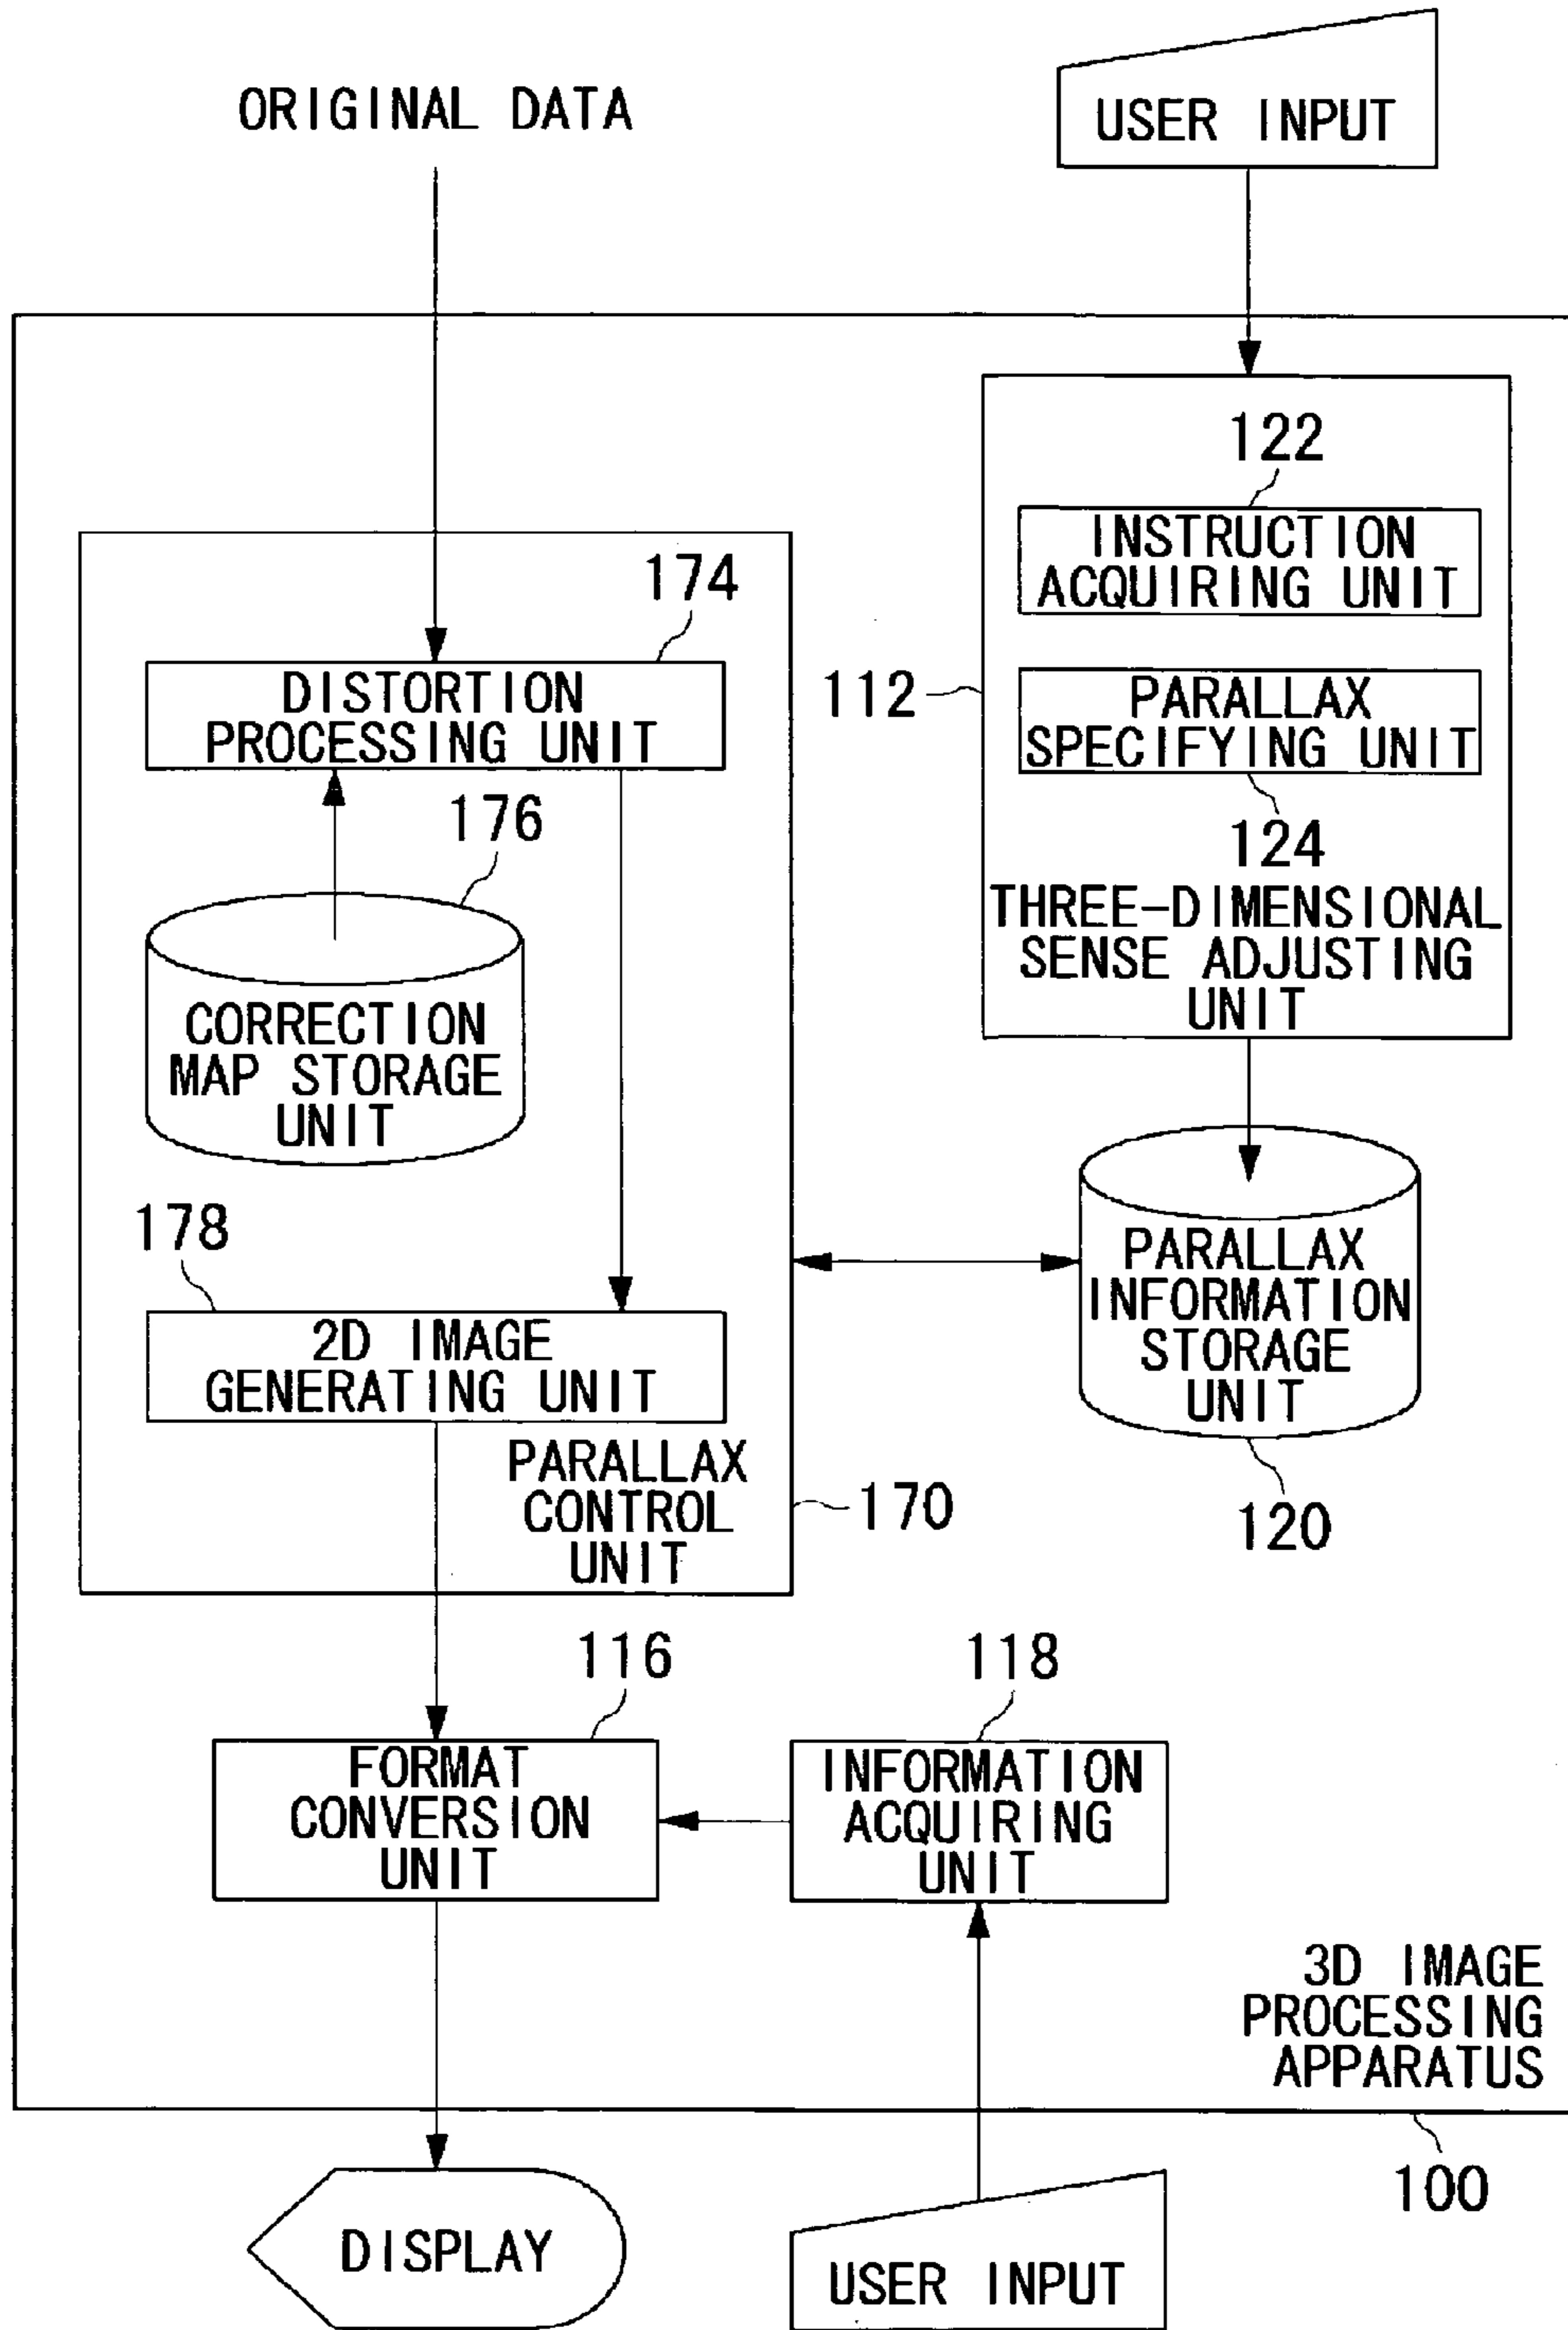 ORIGINAL DATA
USER INPUT
122
INSTRUCTION
ACQUIRING UNIT
112
PARALLAX
SPECIFYING UNIT
124
THREE-DIMENSIONAL
SENSE ADJUSTING
UNIT
174
DISTORTION
PROCESSING UNIT
176
CORRECTION
MAP STORAGE
UNIT
178
2D IMAGE
GENERATING UNIT
PARALLAX
CONTROL
UNIT
170
PARALLAX
INFORMATION
STORAGE
UNIT
120
116
FORMAT
CONVERSION
UNIT
118
INFORMATION
ACQUIRING
UNIT
3D IMAGE
PROCESSING
APPARATUS
100
DISPLAY
USER INPUT